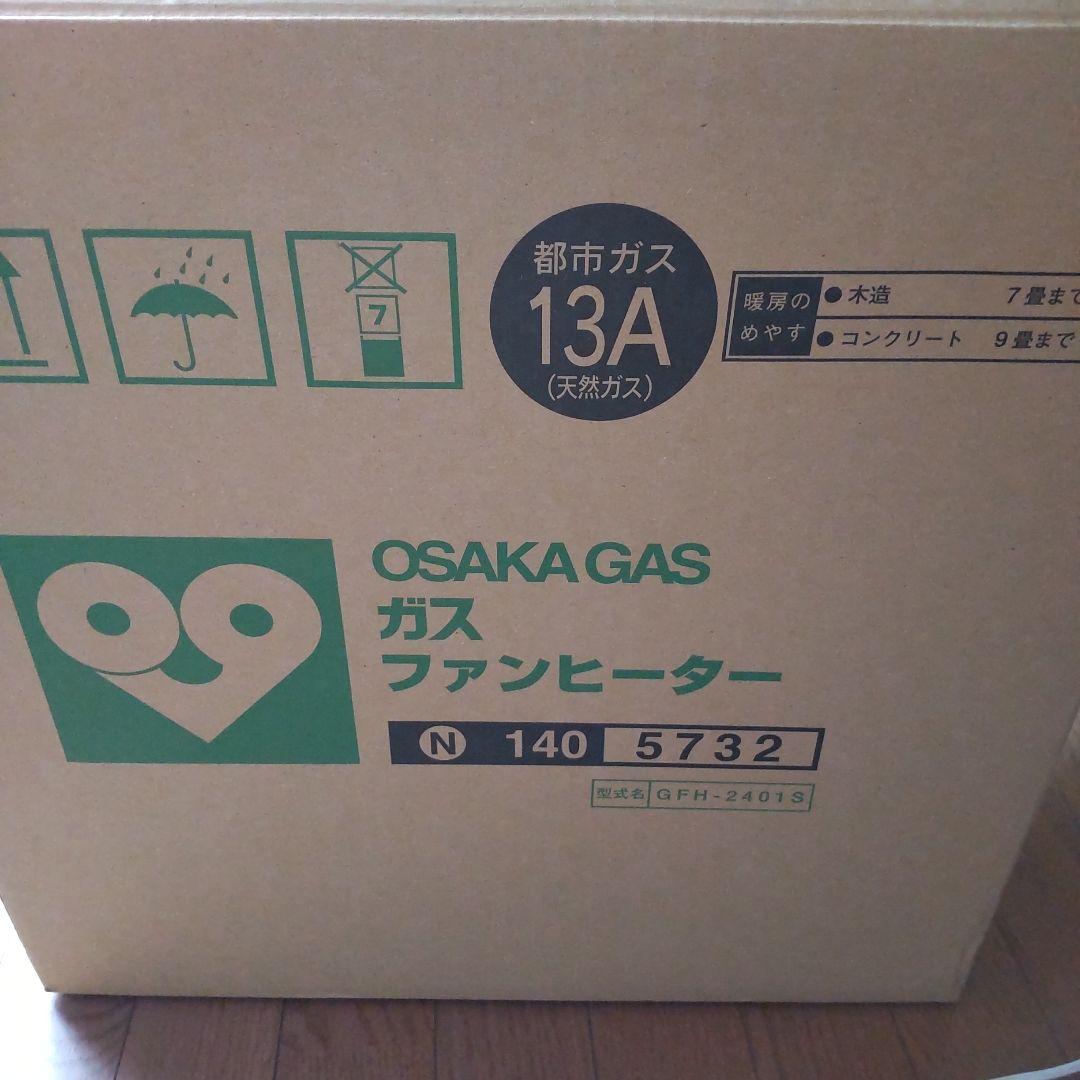 7
都市ガス
13A
(天然ガス)
暖房の
めやす
●木造 7畳まで
●コンクリート 9畳まで
OSAKA GAS
ガス
ファンヒーター
N 140 5732
型式名 GFH-2401S